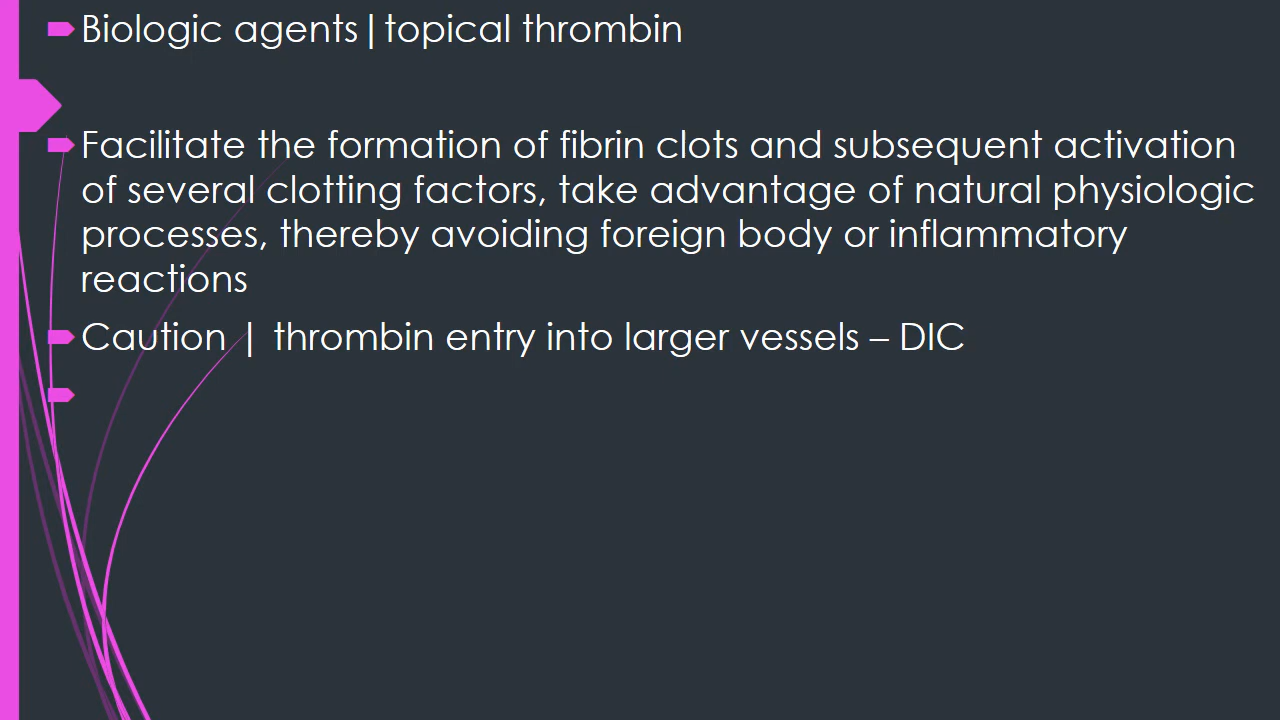 Biologic agents|topical thrombin
Facilitate the formation of fibrin clots and subsequent activation
of several clotting factors, take advantage of natural physiologic
processes, thereby avoiding foreign body or inflammatory
reactions
Caution | thrombin entry into larger vessels – DIC